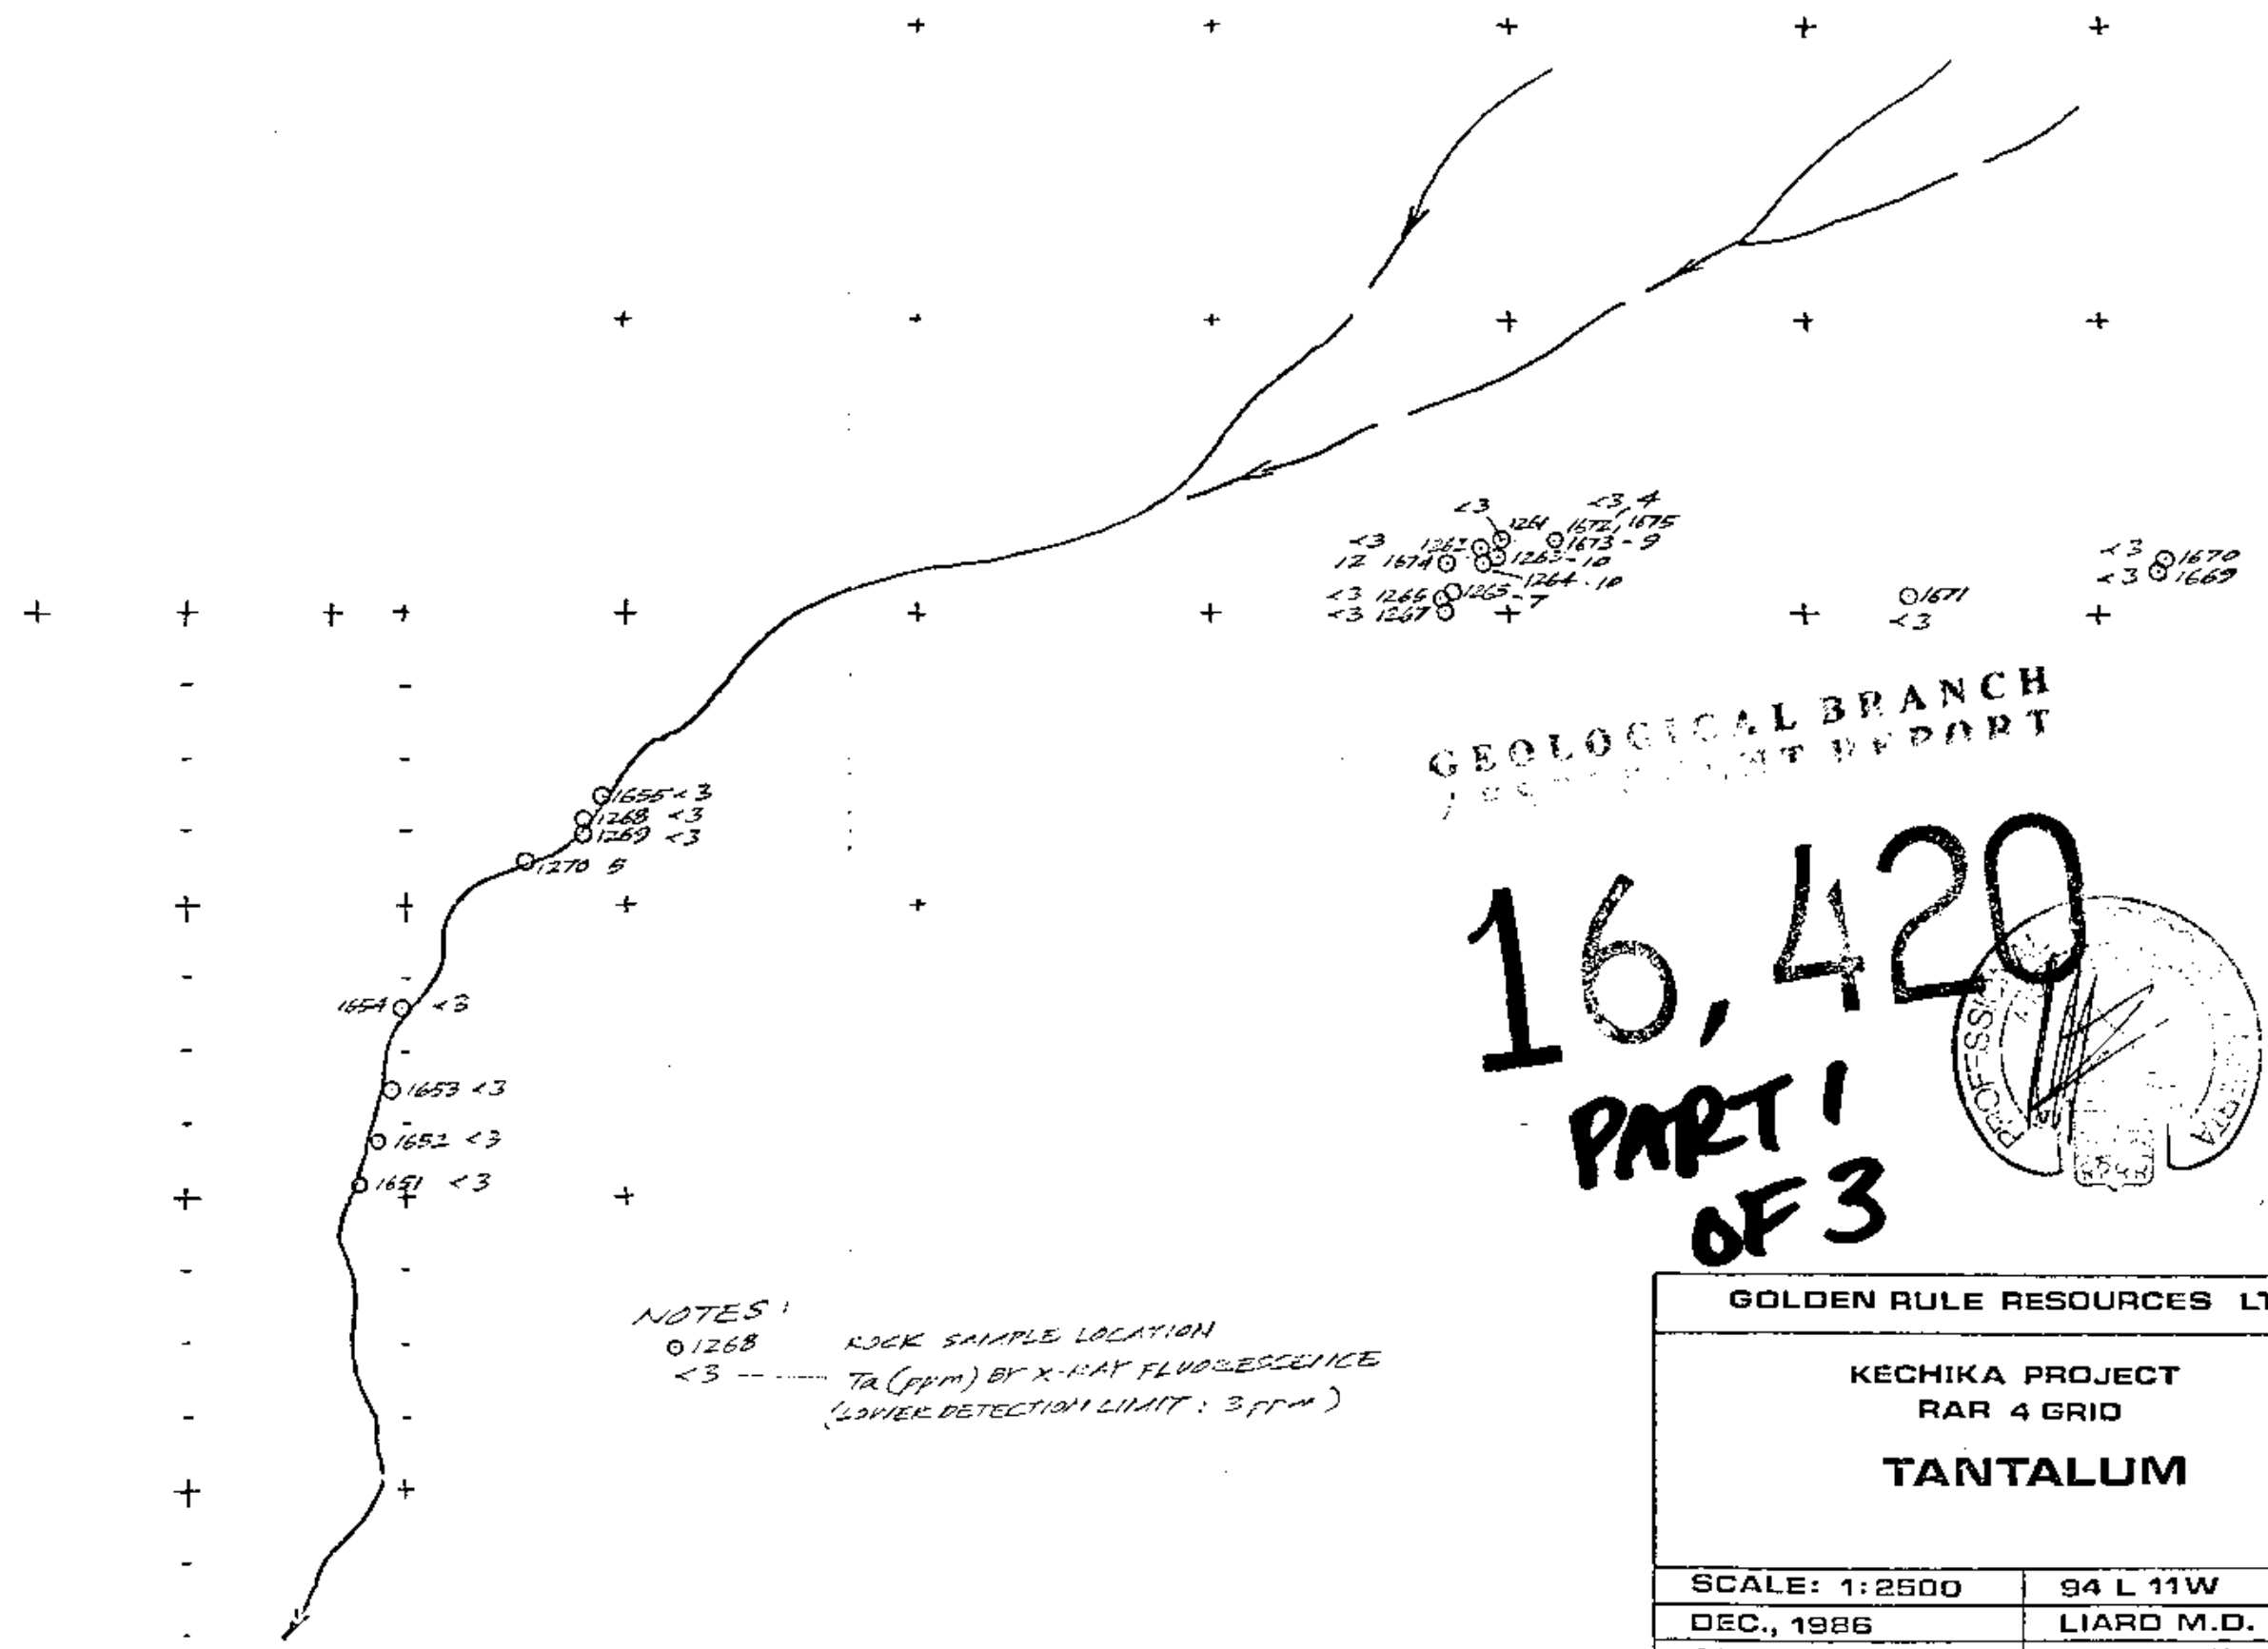 <3
<3, 4
1261
1672, 1675
<3 1262
1673 - 9
12 1674
1263 - 10
1264 - 10
<3
1265 - 7
<3 1267
<3 1670
<3 1669
1671
<3
GEOLOGICAL BRANCH
REPORT
16,420
PART 1
OF 3
1655 <3
1268 <3
1269 <3
1270 5
1654 <3
1653 <3
1652 <3
1651 <3
NOTES:
1268 ROCK SAMPLE LOCATION
<3 ---- Ta (ppm) BY X-RAY FLUORESCENCE
(LOWER DETECTION LIMIT: 3 ppm)
GOLDEN RULE RESOURCES
KECHIKA PROJECT
RAR 4 GRID
TANTALUM
SCALE: 1:2500 94 L 11W
DEC., 1986 LIARD M.D.